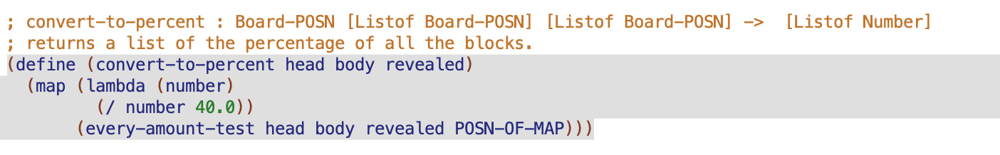 ; convert-to-percent : Board-POSN [Listof Board-POSN] [Listof Board-POSN] ->  [Listof Number]
; returns a list of the percentage of all the blocks.
(define (convert-to-percent head body revealed)
  (map (lambda (number)
         (/ number 40.0))
       (every-amount-test head body revealed POSN-OF-MAP)))